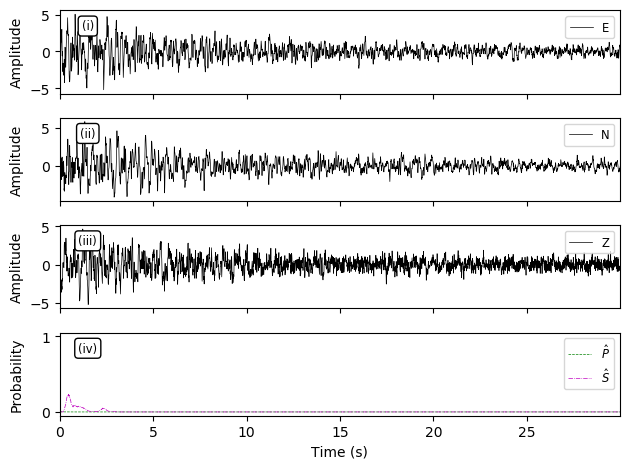 Amplitude
5
0
−5
(i)
E
Amplitude
5
0
(ii)
N
Amplitude
5
0
−5
(iii)
Z
Probability
1
0
(iv)
P̂
Ŝ
0 5 10 15 20 25
Time (s)